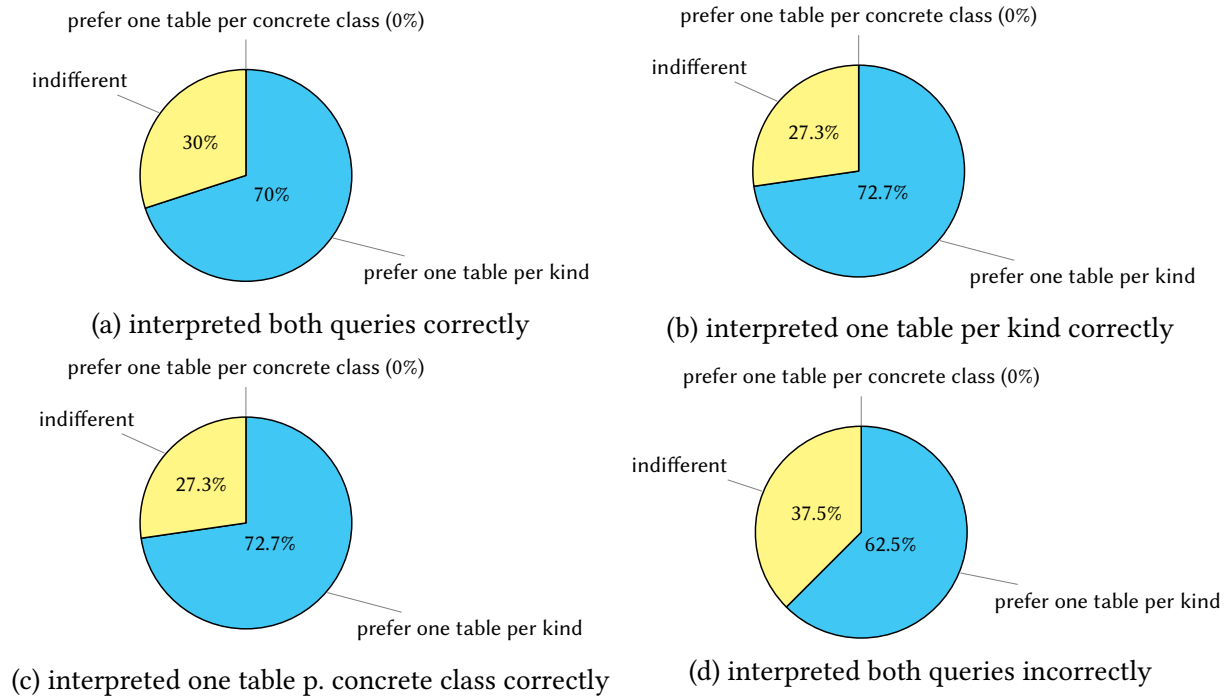 prefer one table per concrete class (0%)
indifferent
30%
70%
prefer one table per kind
(a) interpreted both queries correctly
prefer one table per concrete class (0%)
indifferent
27.3%
72.7%
prefer one table per kind
(b) interpreted one table per kind correctly
prefer one table per concrete class (0%)
indifferent
27.3%
72.7%
prefer one table per kind
(c) interpreted one table p. concrete class correctly
prefer one table per concrete class (0%)
indifferent
37.5%
62.5%
prefer one table per kind
(d) interpreted both queries incorrectly